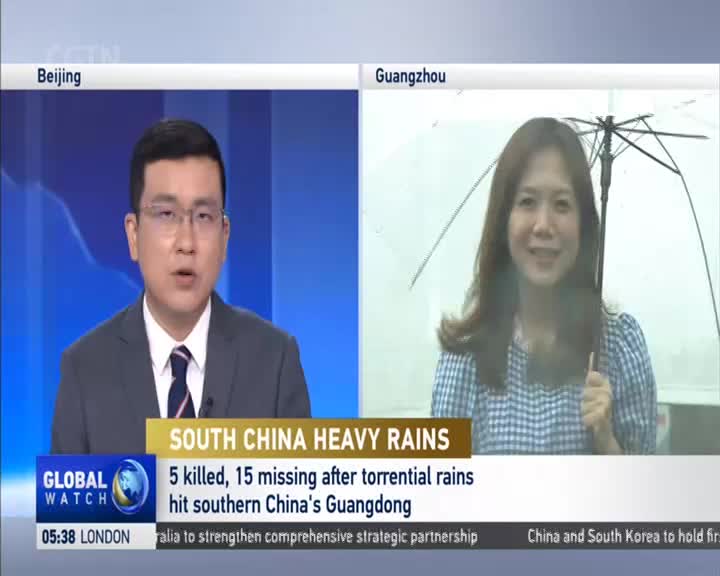 CGTN
Beijing
Guangzhou
SOUTH CHINA HEAVY RAINS
5 killed, 15 missing after torrential rains
hit southern China's Guangdong
GLOBAL
WATCH
05:38 LONDON
ralia to strengthen comprehensive strategic partnership China and South Korea to hold fir